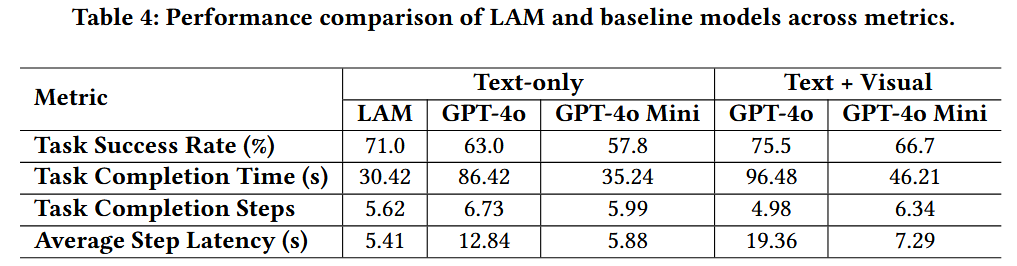 Table 4: Performance comparison of LAM and baseline models across metrics.
Metric Text-only Text + Visual
LAM GPT-4o GPT-4o Mini GPT-4o GPT-4o Mini
Task Success Rate (%) 71.0 63.0 57.8 75.5 66.7
Task Completion Time (s) 30.42 86.42 35.24 96.48 46.21
Task Completion Steps 5.62 6.73 5.99 4.98 6.34
Average Step Latency (s) 5.41 12.84 5.88 19.36 7.29